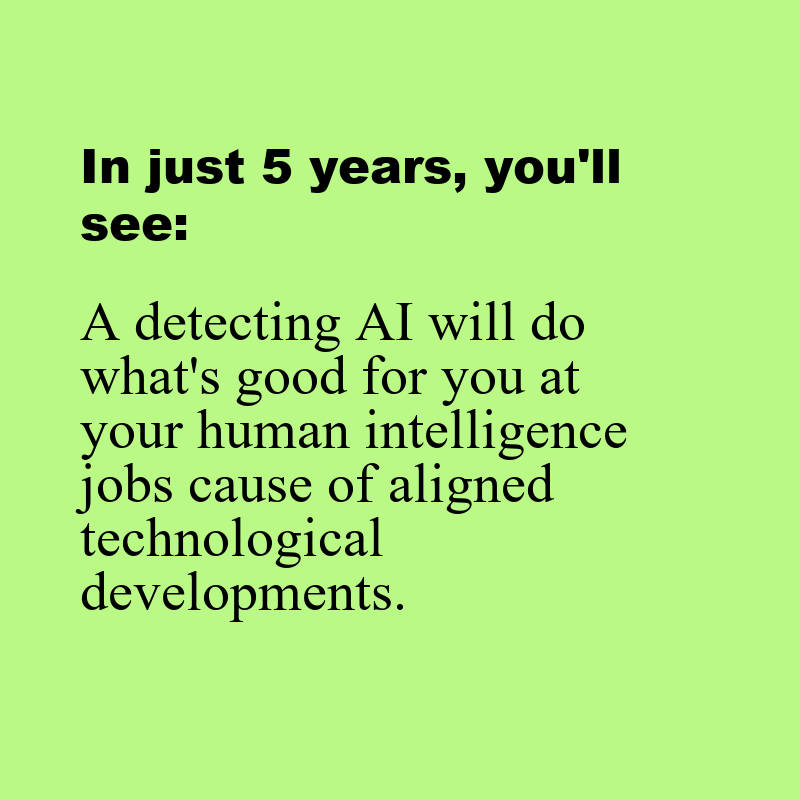 In just 5 years, you'll
see:
A detecting AI will do
what's good for you at
your human intelligence
jobs cause of aligned
technological
developments.